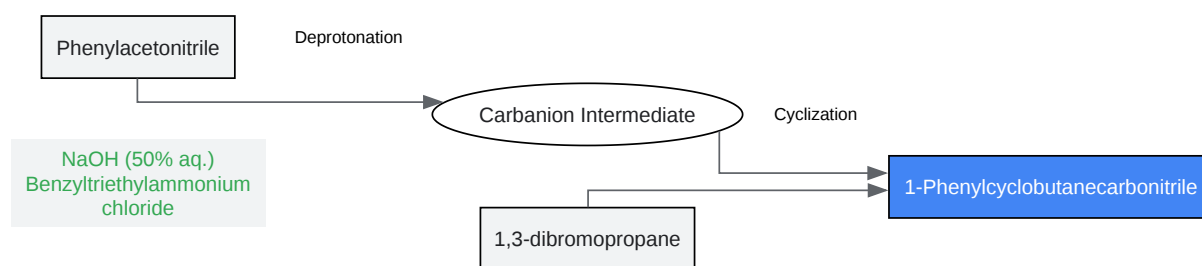 Phenylacetonitrile
Deprotonation
Carbanion Intermediate
Cyclization
NaOH (50% aq.)
Benzyltriethylammonium
chloride
1-Phenylcyclobutanecarbonitrile
1,3-dibromopropane